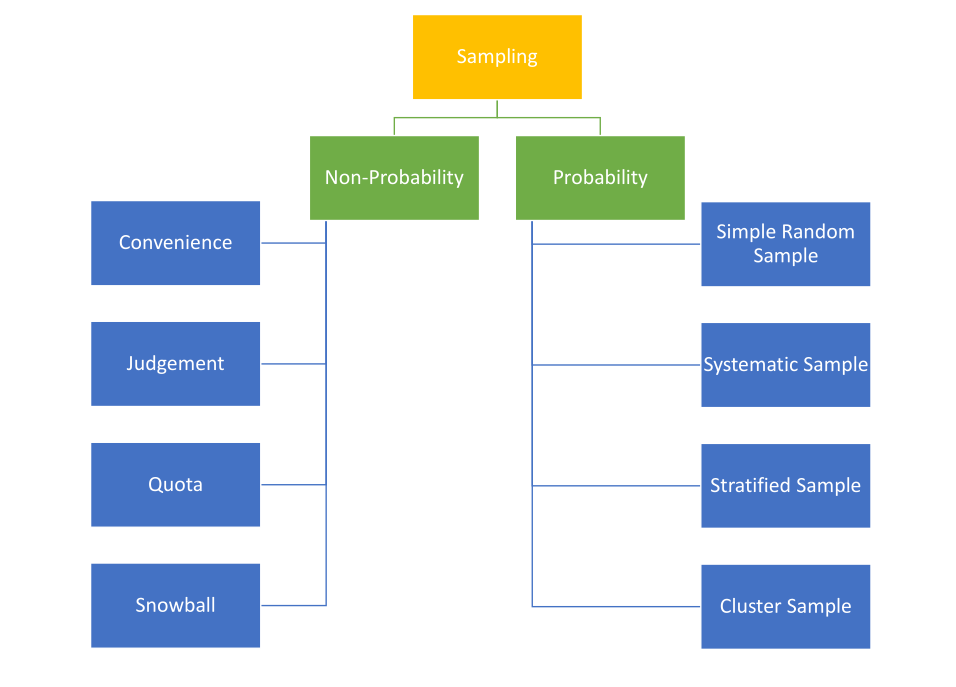 Sampling
Non-Probability
Probability
Convenience
Judgement
Quota
Snowball
Simple Random
Sample
Systematic Sample
Stratified Sample
Cluster Sample